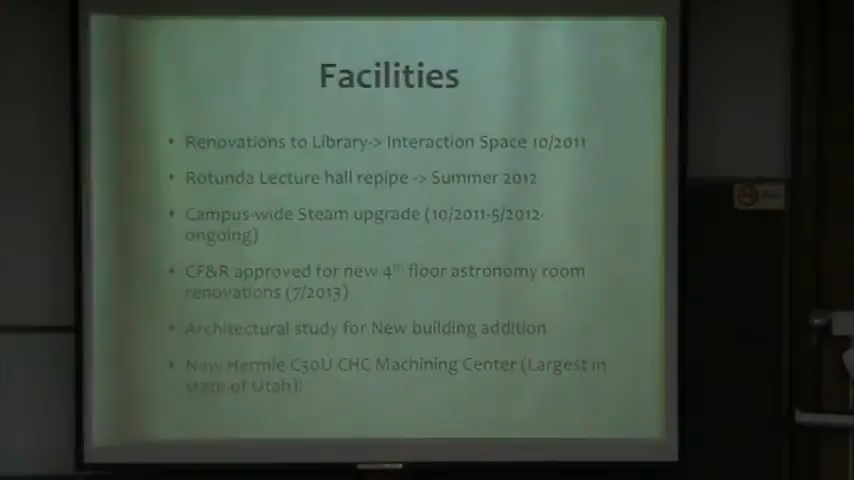 Facilities
• Renovations to Library-> Interaction Space 10/2011
• Rotunda Lecture hall repipe -> Summer 2012
• Campus-wide Steam upgrade (10/2011-5/2012-
ongoing)
• CF&R approved for new 4th floor astronomy room
renovations (7/2013)
• Architectural study for New building addition
• New Hermle C30U CHC Machining Center (Largest in
state of Utah)!